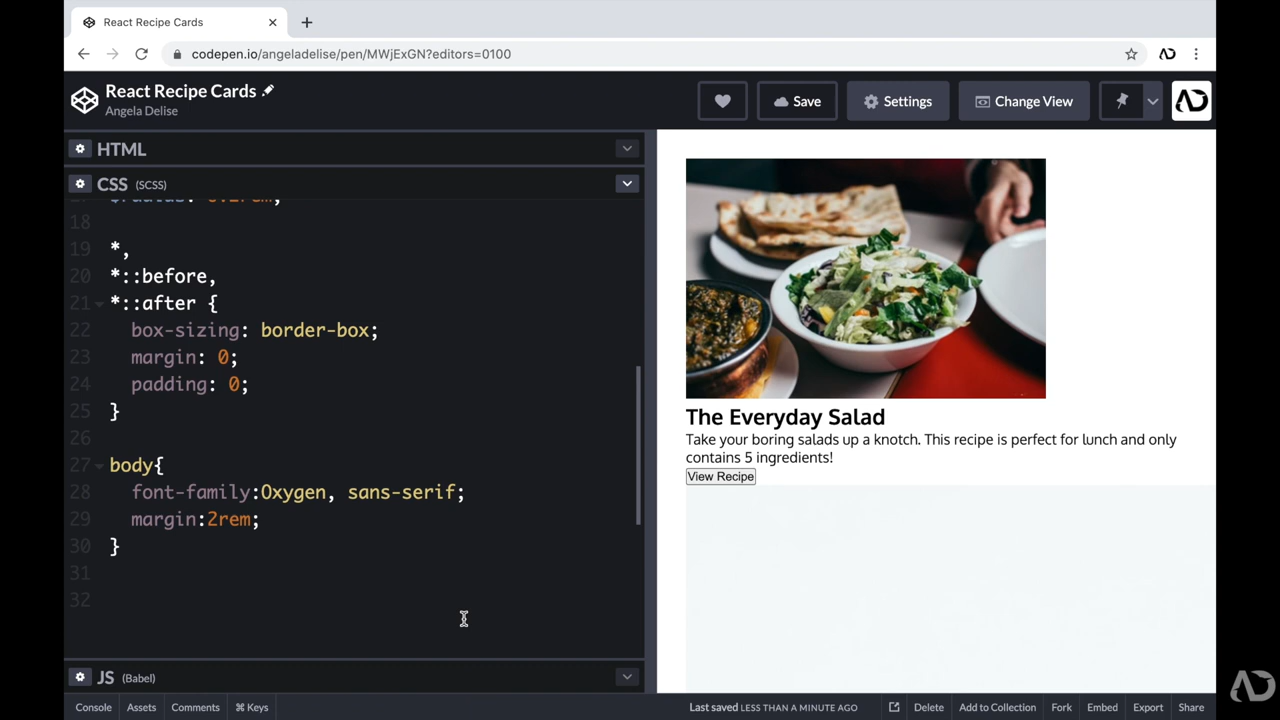 React Recipe Cards
codepen.io/angeladelise/pen/MWjExGN?editors=0100
React Recipe Cards
Angela Delise
Save
Settings
Change View
HTML
CSS (SCSS)
18
19 *,
20 *::before,
21 *::after {
22 box-sizing: border-box;
23 margin: 0;
24 padding: 0;
25 }
26
27 body{
28 font-family:Oxygen, sans-serif;
29 margin:2rem;
30 }
31
32
The Everyday Salad
Take your boring salads up a knotch. This recipe is perfect for lunch and only
contains 5 ingredients!
View Recipe
JS (Babel)
Console
Assets
Comments
⌘ Keys
Last saved LESS THAN A MINUTE AGO
Delete
Add to Collection
Fork
Embed
Export
Share